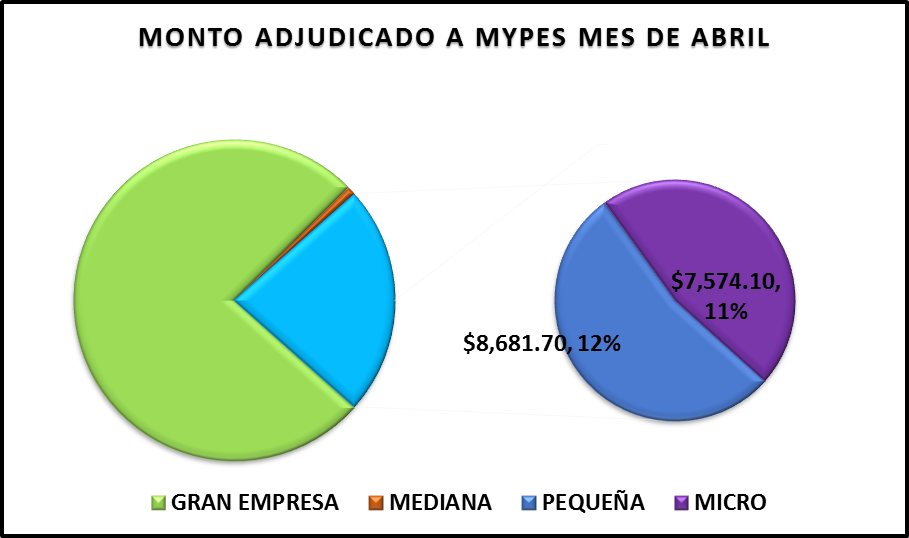 MONTO ADJUDICADO A MYPES MES DE ABRIL
$7,574.10,
11%
$8,681.70, 12%
GRAN EMPRESA MEDIANA PEQUEÑA MICRO